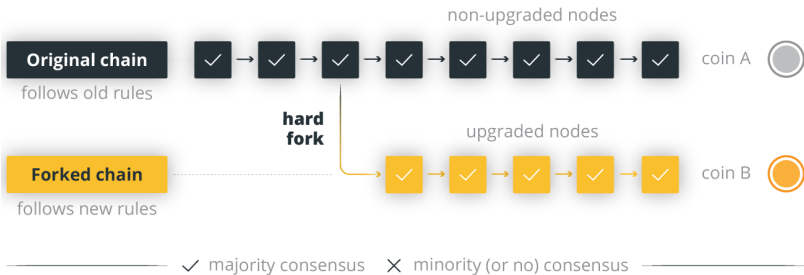 non-upgraded nodes
Original chain
coin A
follows old rules
hard
fork
upgraded nodes
Forked chain
coin B
follows new rules
majority consensus
minority (or no) consensus